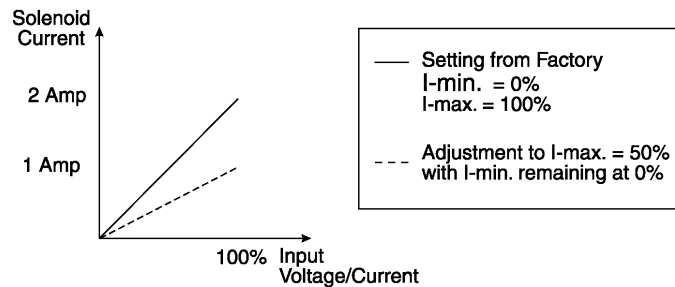 Solenoid
Current
2 Amp
1 Amp
100% Input
Voltage/Current
Setting from Factory
I-min. = 0%
I-max. = 100%
Adjustment to I-max. = 50%
with I-min. remaining at 0%